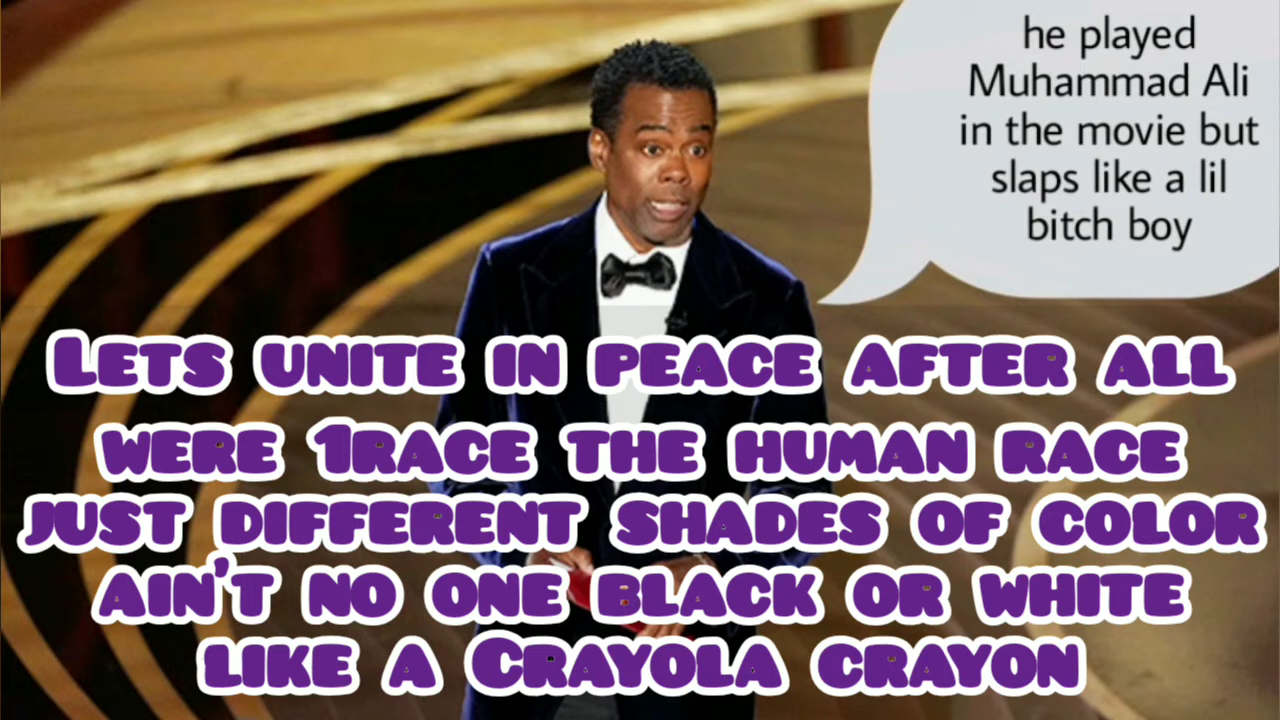 he played
Muhammad Ali
in the movie but
slaps like a lil
bitch boy
Lets unite in peace after all
were 1race the human race
just different shades of color
ain't no one black or white
like a Crayola crayon